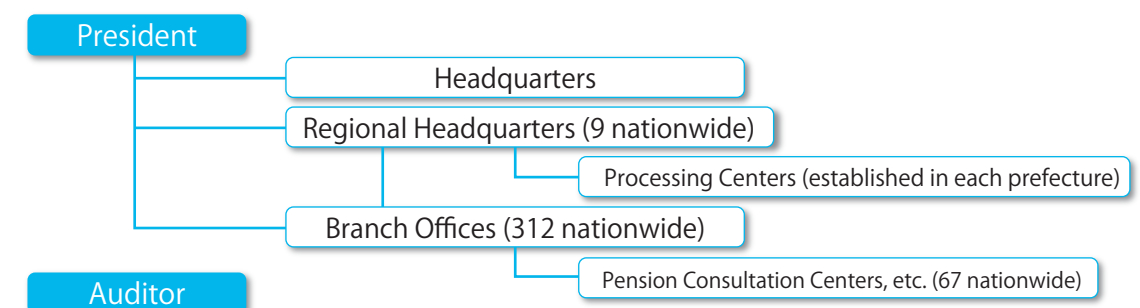 President
Headquarters
Regional Headquarters (9 nationwide)
Processing Centers (established in each prefecture)
Branch Offices (312 nationwide)
Pension Consultation Centers, etc. (67 nationwide)
Auditor